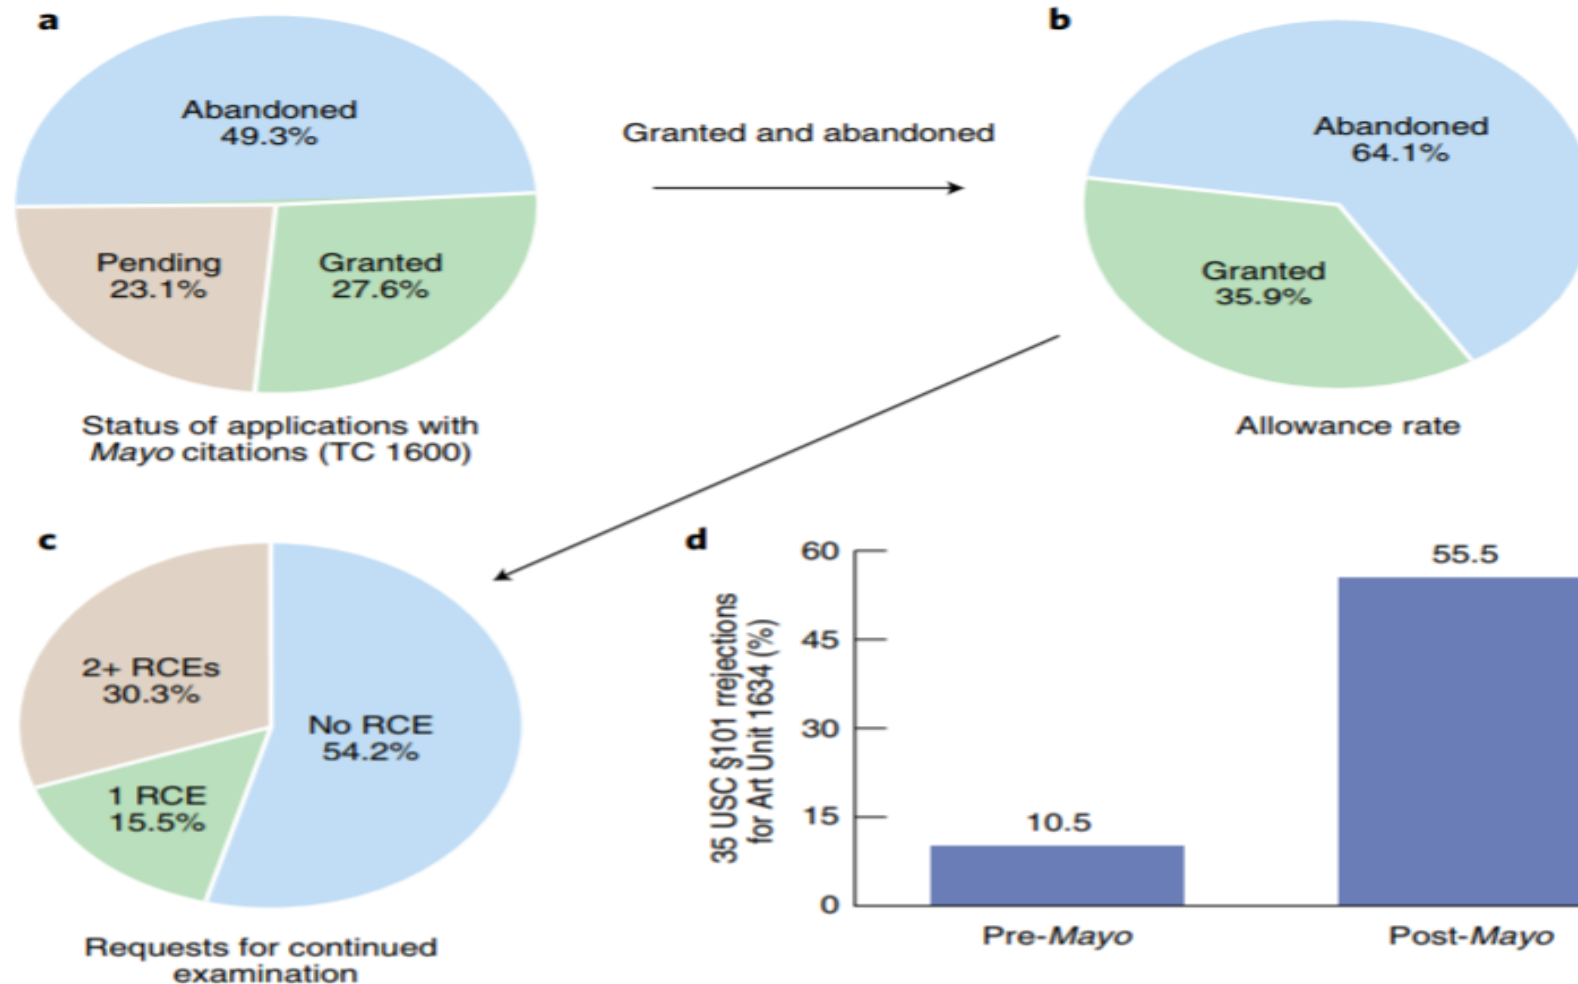 a
Abandoned
49.3%
Pending
23.1%
Granted
27.6%
Status of applications with
Mayo citations (TC 1600)
Granted and abandoned
b
Abandoned
64.1%
Granted
35.9%
Allowance rate
c
2+ RCEs
30.3%
No RCE
54.2%
1 RCE
15.5%
Requests for continued
examination
d
35 USC §101 rrejections
for Art Unit 1634 (%)
60
45
30
15
0
10.5
55.5
Pre-Mayo
Post-Mayo